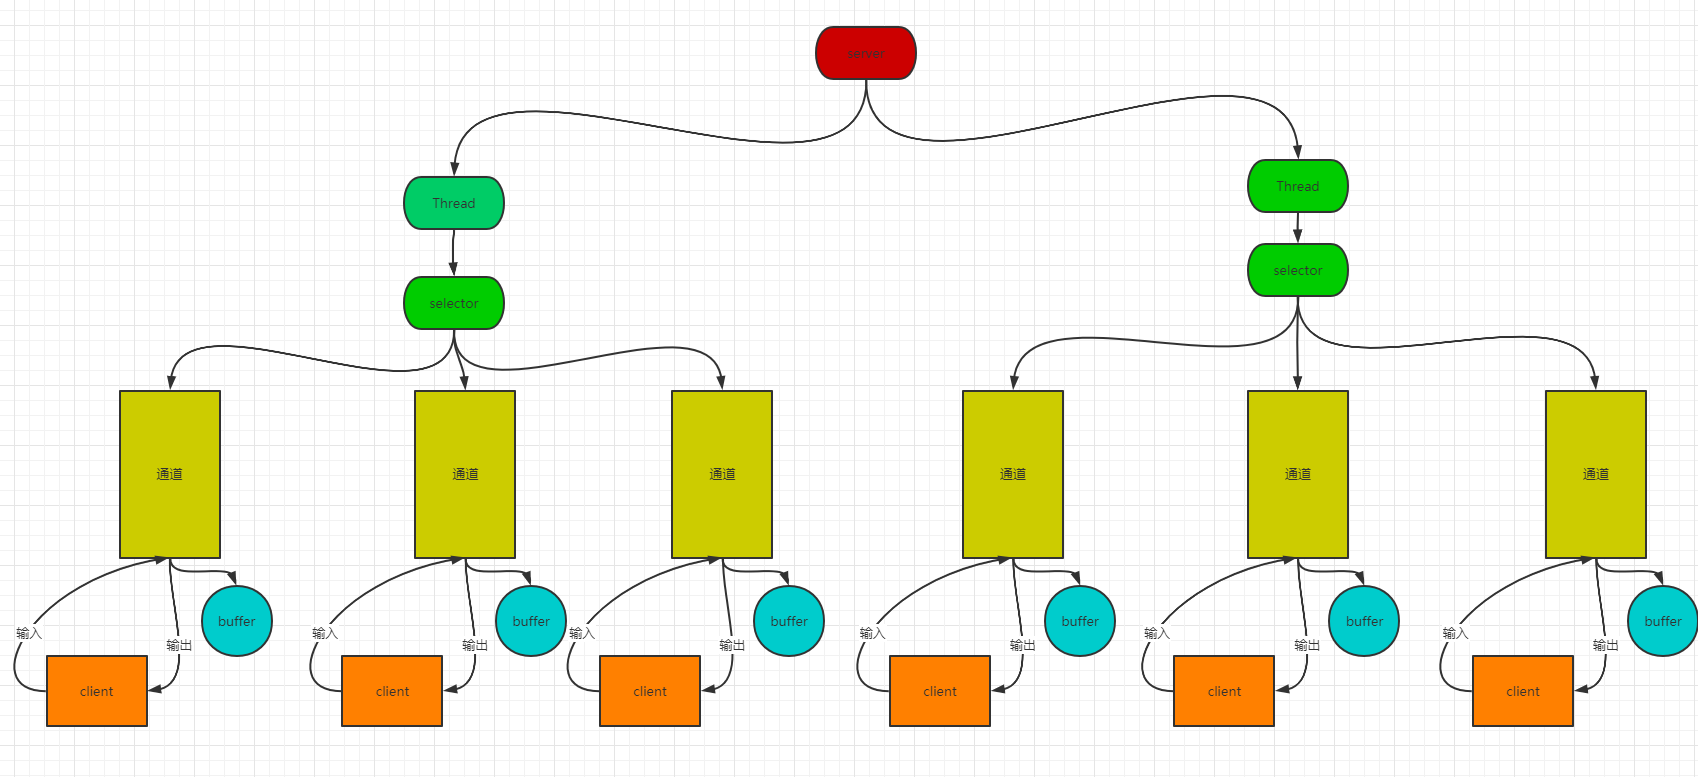 server
Thread
Thread
selector
selector
通道
通道
通道
通道
通道
通道
buffer
buffer
buffer
buffer
buffer
buffer
输入
输入
输入
输入
输入
输入
输出
输出
输出
输出
输出
输出
client
client
client
client
client
client